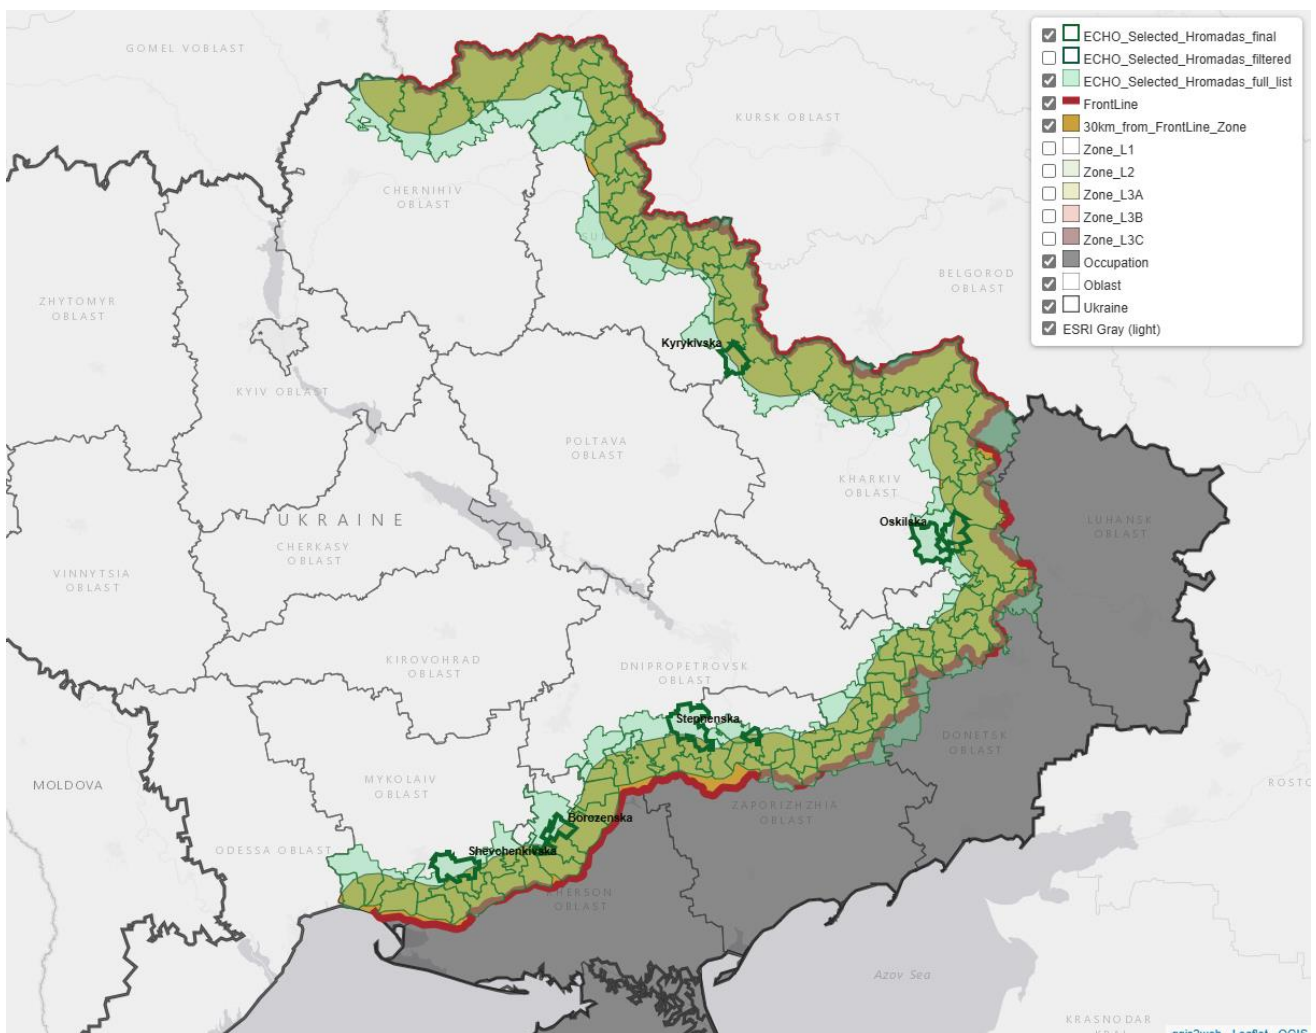 GOMEL VOBLAST
KURSK OBLAST
CHERNIHIV
OBLAST
BELGOROD
OBLAST
ZHYTOMYR
OBLAST
Kyrykivska
KYIV OBLAST
POLTAVA
OBLAST
KHARKIV
OBLAST
Oskilska
UKRAINE
LUHANSK
OBLAST
CHERKASY
OBLAST
VINNYTSIA
OBLAST
KIROVOHRAD
OBLAST
DNIPROPETROVSK
OBLAST
Stepnenska
DONETSK
OBLAST
MOLDOVA
MYKOLAIV
OBLAST
ZAPORIZHZHIA
OBLAST
ROSTO
Borozenska
ODESSA OBLAST
Shevchenkivska
KHERSON
OBLAST
Azov Sea
KRASNODAR
ECHO_Selected_Hromadas_final
ECHO_Selected_Hromadas_filtered
ECHO_Selected_Hromadas_full_list
FrontLine
30km_from_FrontLine_Zone
Zone_L1
Zone_L2
Zone_L3A
Zone_L3B
Zone_L3C
Occupation
Oblast
Ukraine
ESRI Gray (light)